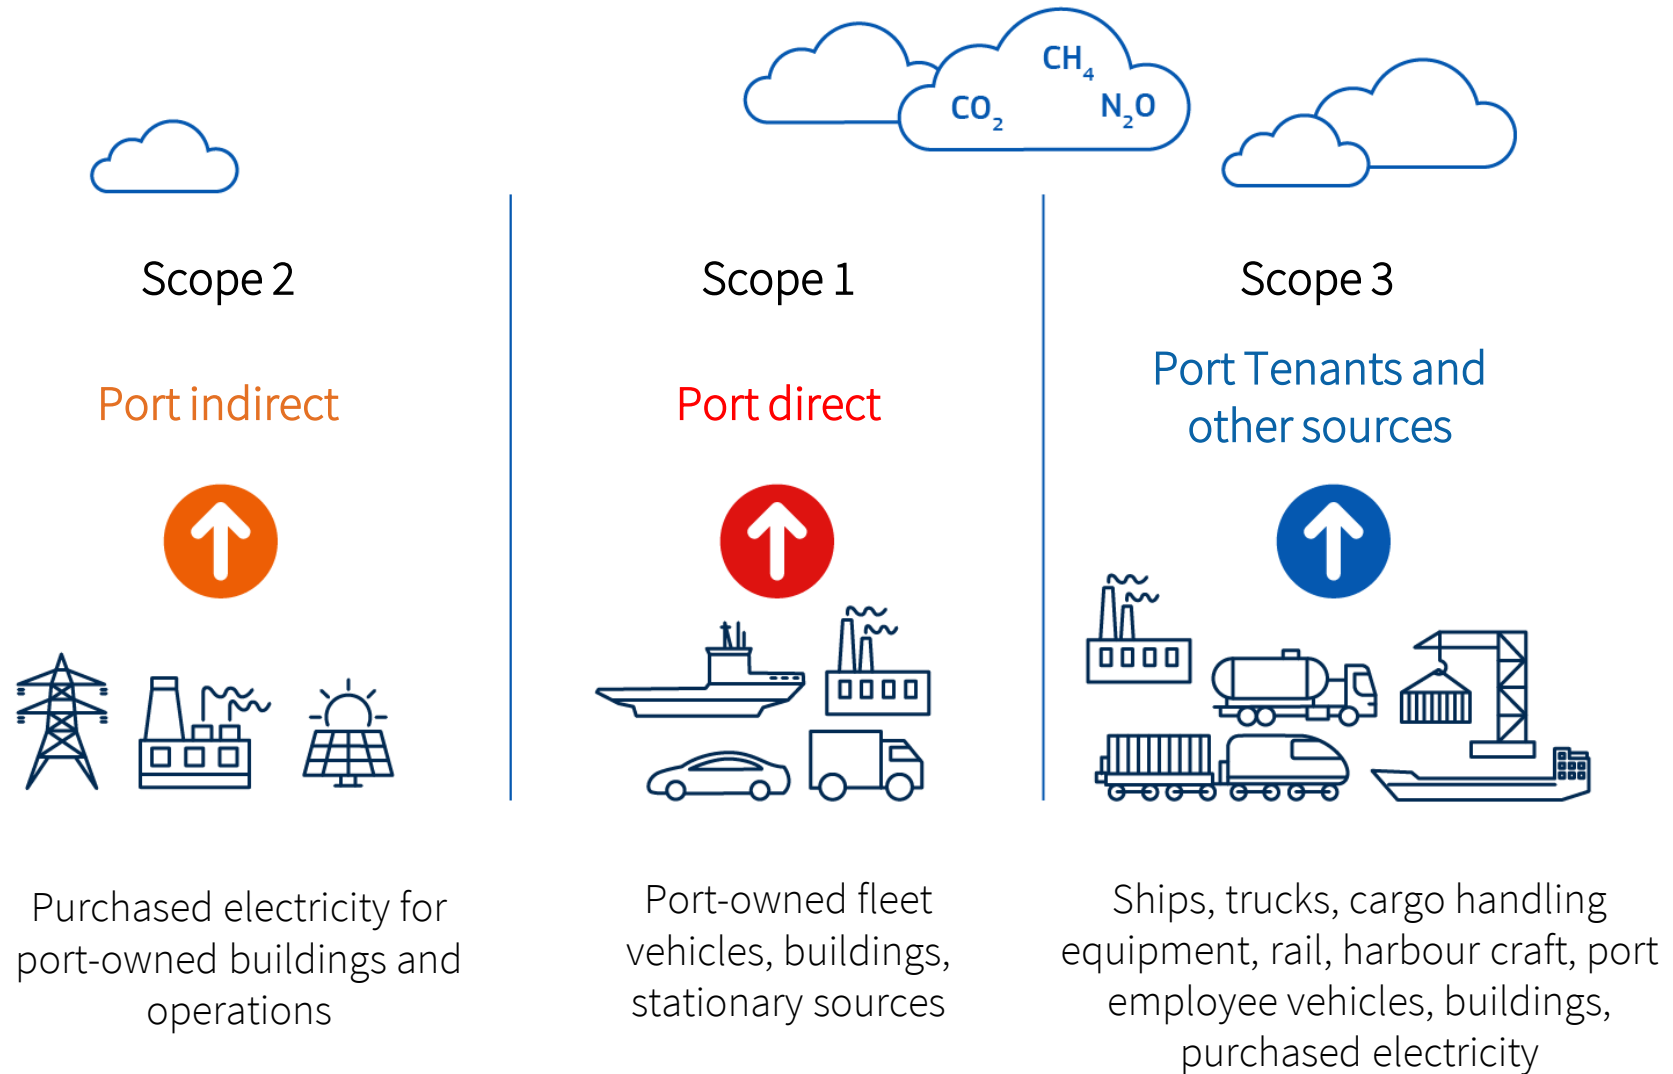 CH₄
CO₂
N₂O
Scope 2
Port indirect
Purchased electricity for
port-owned buildings and
operations
Scope 1
Port direct
Port-owned fleet
vehicles, buildings,
stationary sources
Scope 3
Port Tenants and
other sources
Ships, trucks, cargo handling
equipment, rail, harbour craft, port
employee vehicles, buildings,
purchased electricity